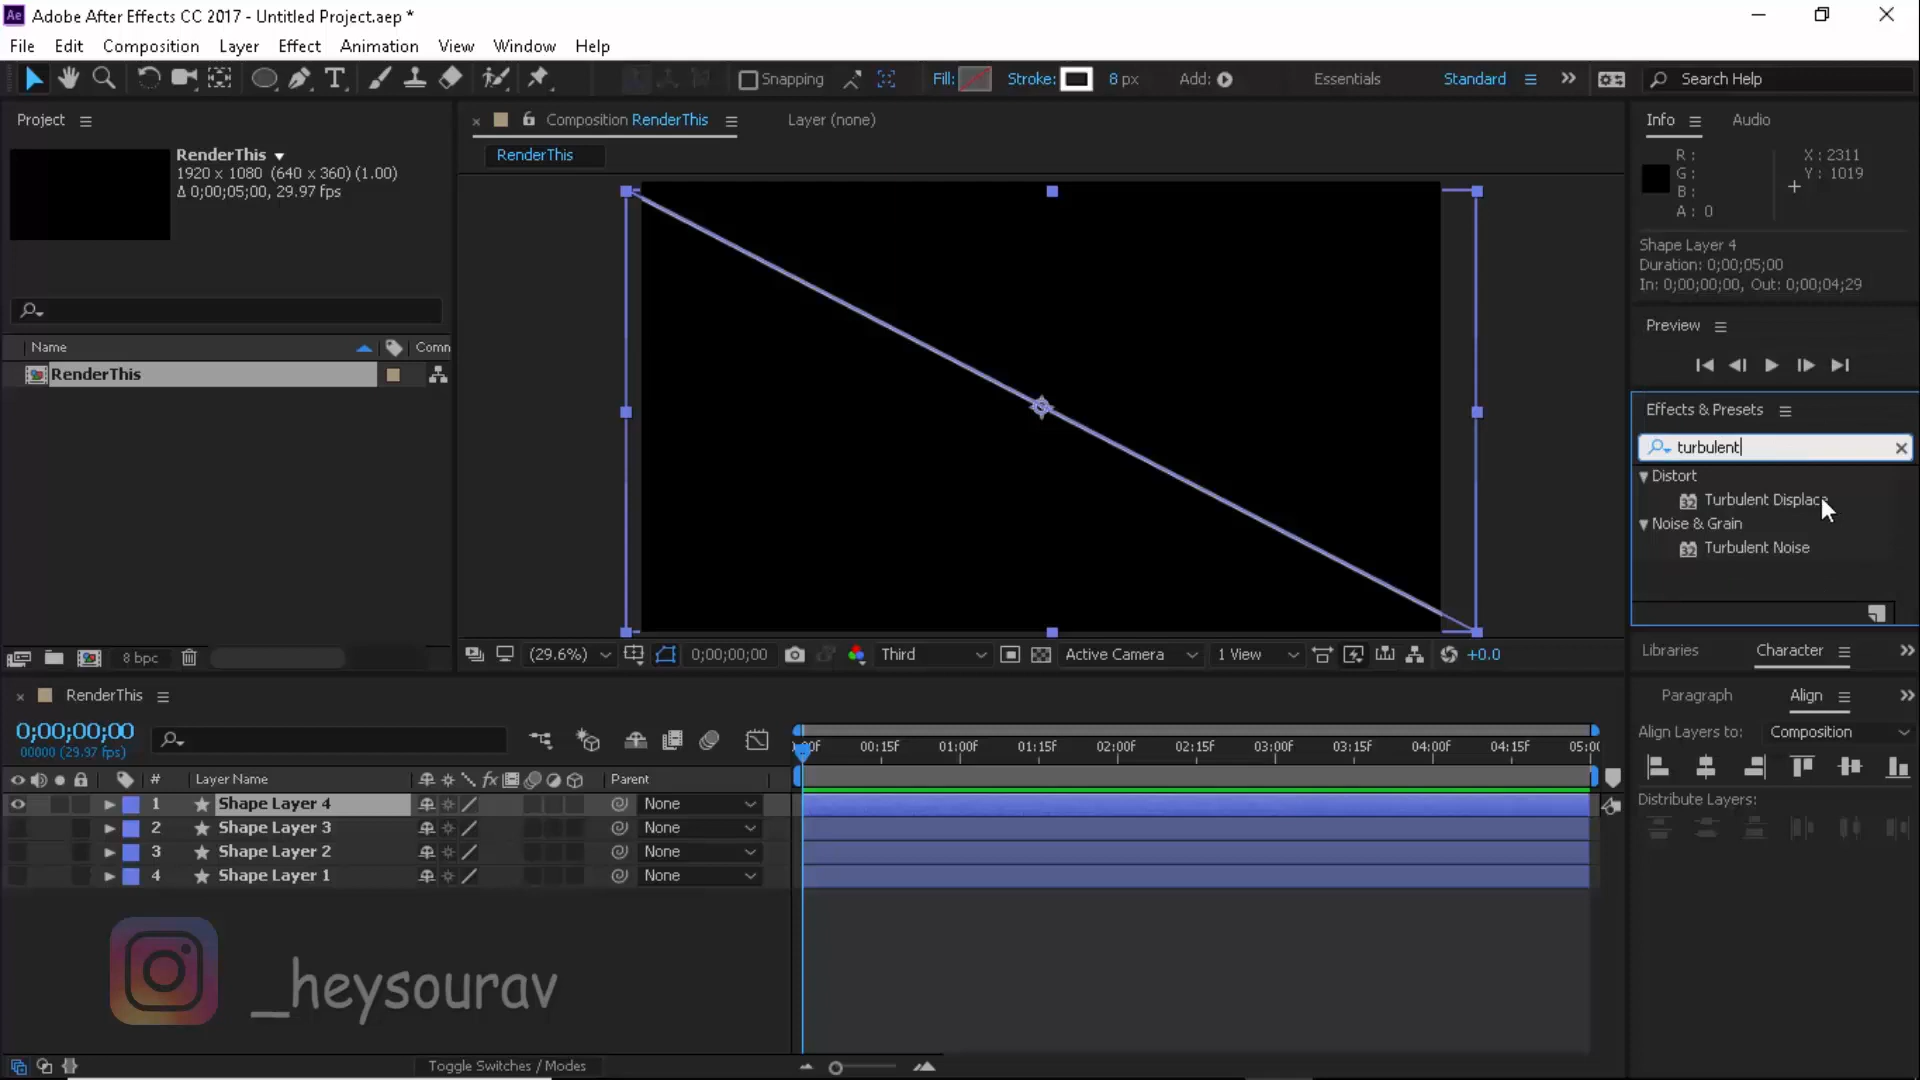 Ae Adobe After Effects CC 2017 - Untitled Project.aep *
File Edit Composition Layer Effect Animation View Window Help
T Snapping Fill: Stroke: 8 px Add: Essentials Standard Search Help
Project
RenderThis
1920 x 1080 (640 x 360) (1.00)
Δ 0;00;05;00, 29.97 fps
Name Comn
RenderThis
8 bpc
Composition RenderThis Layer (none)
RenderThis
(29.6%) 0;00;00;00 Third Active Camera 1 View +0.0
Info Audio
R :
G :
B :
A : 0
X : 2311
Y : 1019
Shape Layer 4
Duration: 0;00;05;00
In: 0;00;00;00, Out: 0;00;04;29
Preview
Effects & Presets
turbulent
Distort
32 Turbulent Displace
Noise & Grain
32 Turbulent Noise
Libraries Character
Paragraph Align
Align Layers to: Composition
Distribute Layers:
RenderThis
0;00;00;00
00000 (29.97 fps)
00f 00:15f 01:00f 01:15f 02:00f 02:15f 03:00f 03:15f 04:00f 04:15f 05:0
# Layer Name fx Parent
1 Shape Layer 4 None
2 Shape Layer 3 None
3 Shape Layer 2 None
4 Shape Layer 1 None
_heysourav
Toggle Switches / Modes